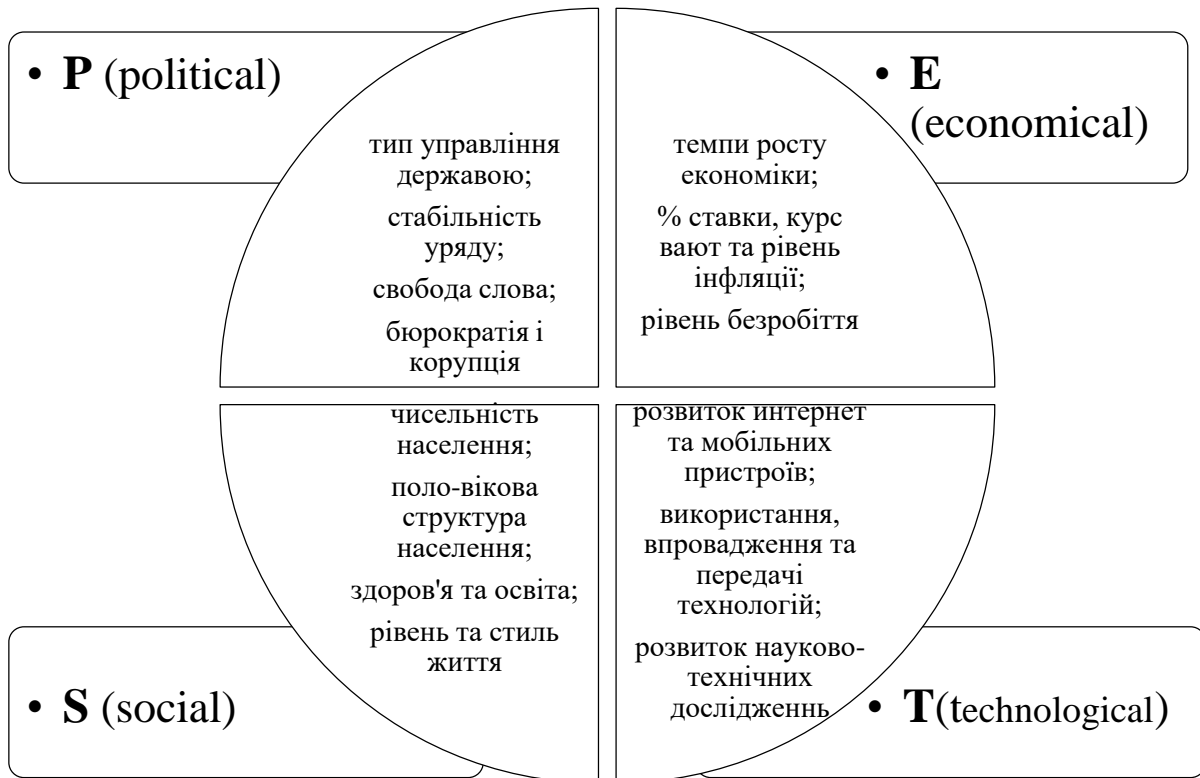 • P (political)
тип управління
державою;
стабільність
уряду;
свобода слова;
бюрократія і
корупція
• E
(economical)
темпи росту
економіки;
% ставки, курс
вают та рівень
інфляції;
рівень безробіття
чисельність
населення;
поло-вікова
структура
населення;
здоров'я та освіта;
рівень та стиль
життя
• S (social)
розвиток интернет
та мобільних
пристроїв;
використання,
впровадження та
передачі
технологій;
розвиток науково-
технічних
дослідженнь
• T(technological)